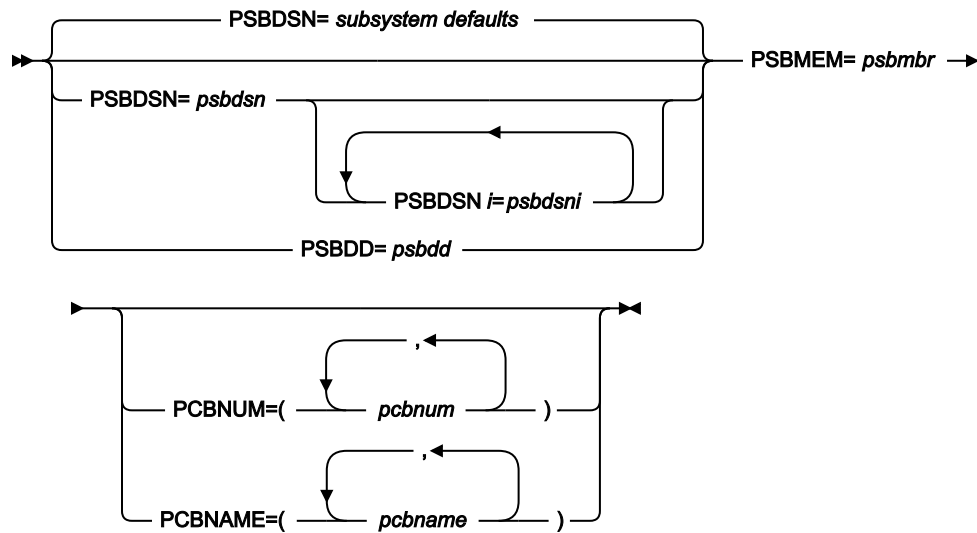 PSBDSN= subsystem defaults
PSBMEM= psbmbr
PSBDSN= psbdsn
PSBDSN i=psbdsni
PSBDD= psbdd
,
PCBNUM=( pcbnum )
,
PCBNAME=( pcbname )